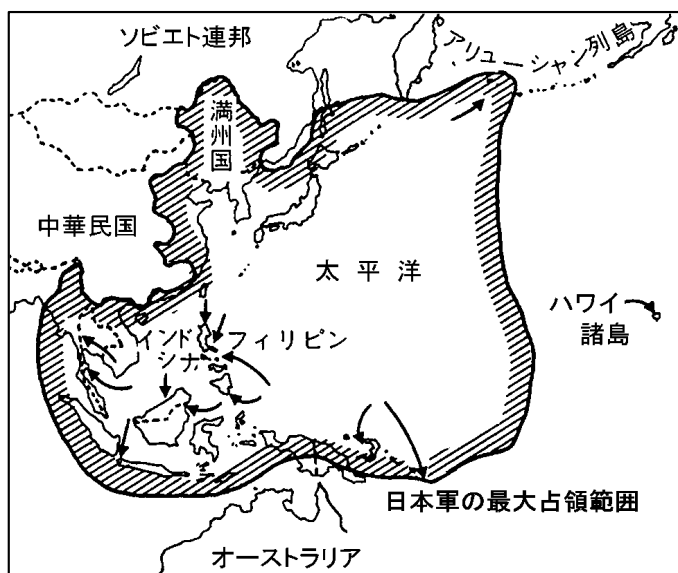 ソビエト連邦
アリューシャン列島
満州国
中華民国
太平洋
ハワイ
諸島
インド
シナ
フィリピン
日本軍の最大占領範囲
オーストラリア